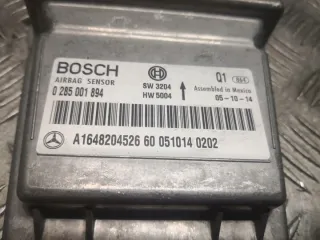 BOSCH
AIRBAG SENSOR
0 285 001 894
SW 3204
HW 5004
Q1
Assembled in Mexico
05-10-14
A1648204526 60 051014 0202